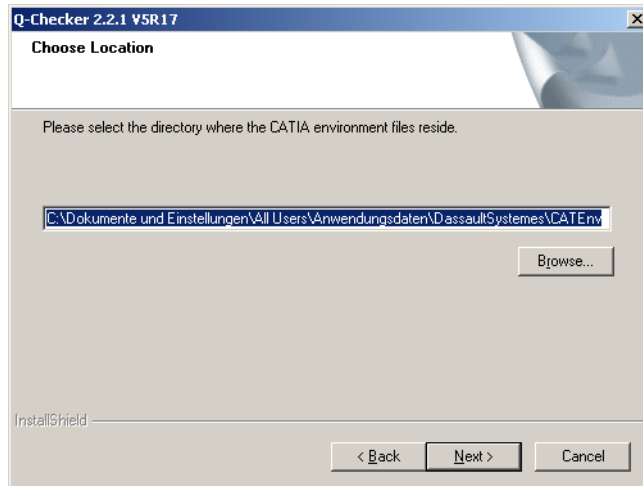 Q-Checker 2.2.1 V5R17
Choose Location
Please select the directory where the CATIA environment files reside.
C:\Dokumente und Einstellungen\All Users\Anwendungsdaten\DassaultSystemes\CATEnv
Browse...
InstallShield
< Back Next > Cancel